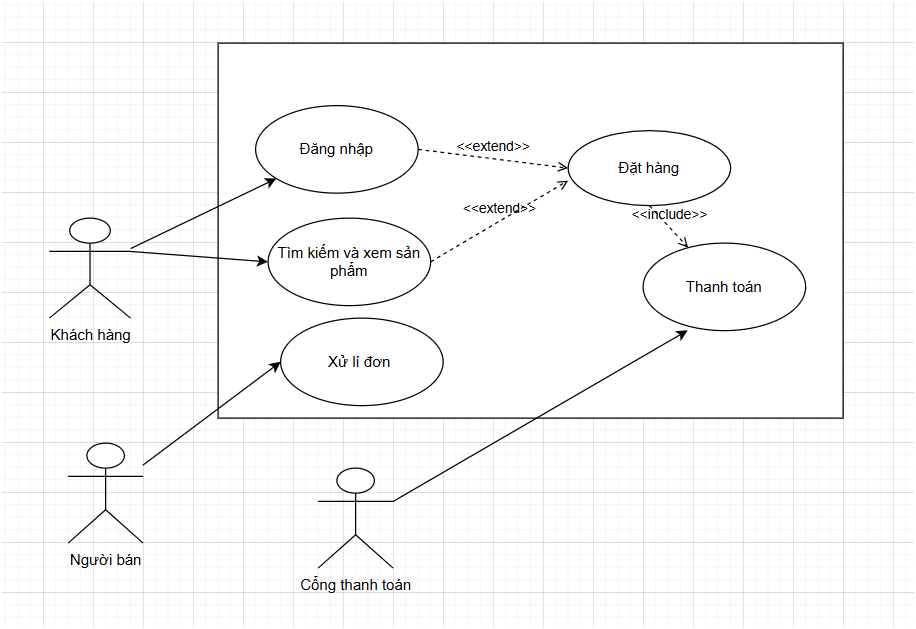 Đăng nhập
<<extend>>
Đặt hàng
<<extend>>
<<include>>
Tìm kiếm và xem sản
phẩm
Thanh toán
Khách hàng
Xử lí đơn
Người bán
Cổng thanh toán